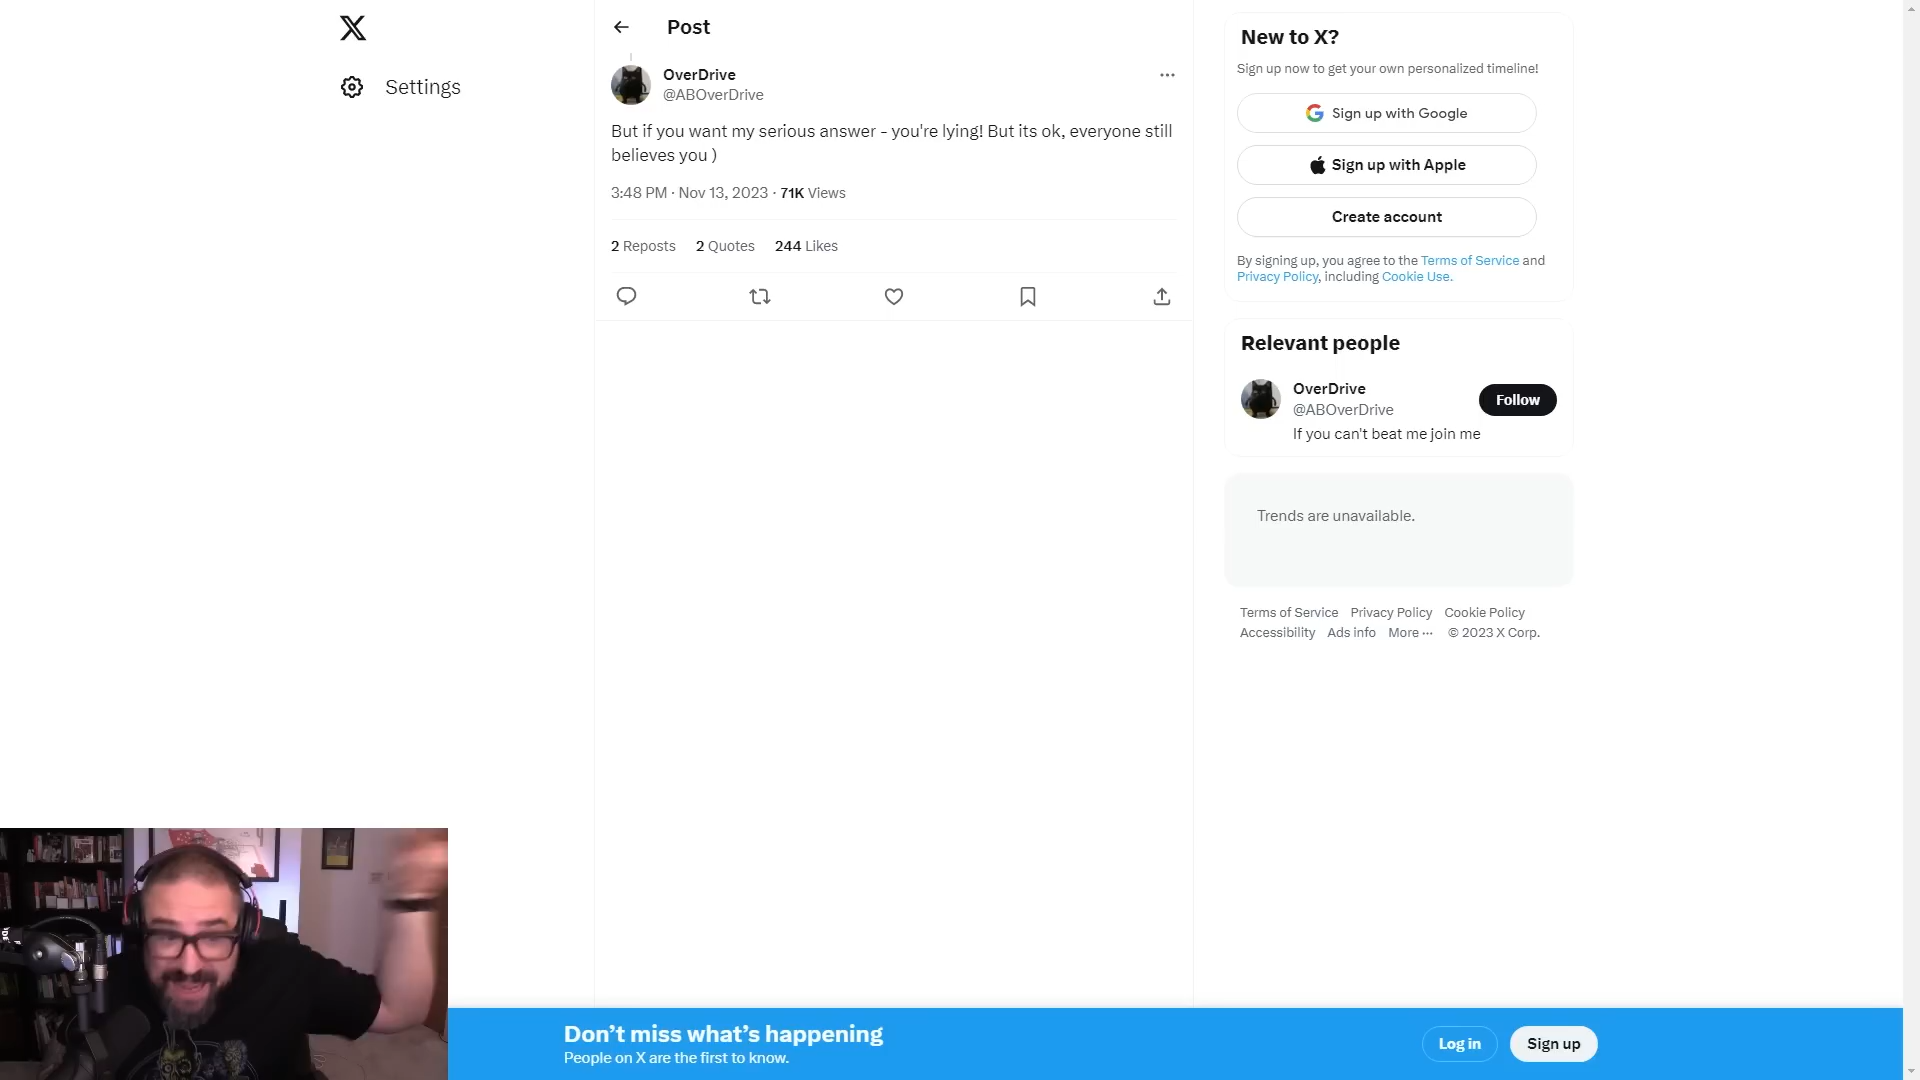 Settings
Post
OverDrive
@ABOverDrive
But if you want my serious answer - you're lying! But its ok, everyone still
believes you )
3:48 PM · Nov 13, 2023 · 71K Views
2 Reposts 2 Quotes 244 Likes
New to X?
Sign up now to get your own personalized timeline!
Sign up with Google
Sign up with Apple
Create account
By signing up, you agree to the Terms of Service and
Privacy Policy, including Cookie Use.
Relevant people
OverDrive
@ABOverDrive
Follow
If you can't beat me join me
Trends are unavailable.
Terms of Service Privacy Policy Cookie Policy
Accessibility Ads info More ··· © 2023 X Corp.
Don’t miss what’s happening
People on X are the first to know.
Log in
Sign up